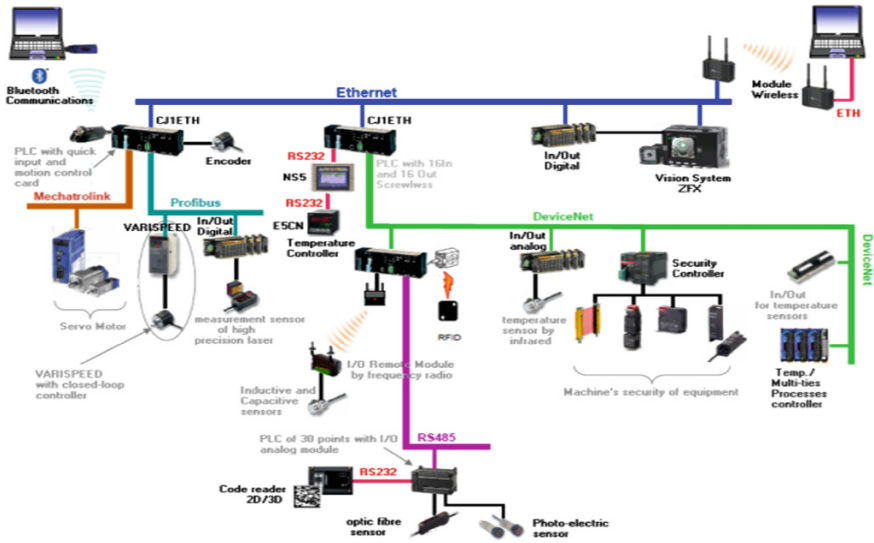 Ethernet
Bluetooth
Communications
Module
Wireless
ETH
CJ1ETH
CJ1ETH
PLC with quick
input and
motion control
card
Encoder
RS232
NS5
RS232
E5CN
Temperature
Controller
PLC with 16In
and 16 Out
Screwlwss
In/Out
Digital
Vision System
ZFX
Mechatrolink
Profibus
VARISPEED
In/Out
Digital
DeviceNet
DeviceNet
In/Out
analog
Security
Controller
In/Out
for temperature
sensors
Servo Motor
measurement sensor
of high
precision laser
RFID
temperature
sensor by
infrared
VARISPEED
with closed-loop
controller
I/O Remote Module
by frequency radio
Inductive and
Capacitive
sensors
Machine's security of equipment
Temp./
Multi-ties
Processes
controller
PLC of 30 points with I/O
analog module
RS485
RS232
Code reader
2D/3D
optic fibre
sensor
Photo-electric
sensor